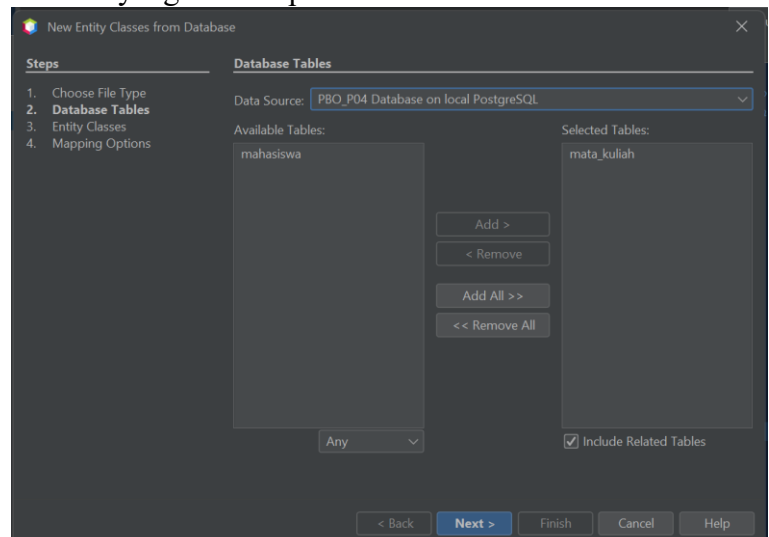 New Entity Classes from Database
Steps
1. Choose File Type
2. Database Tables
3. Entity Classes
4. Mapping Options
Database Tables
Data Source: PBO_P04 Database on local PostgreSQL
Available Tables:
mahasiswa
Any
Add >
< Remove
Add All >>
<< Remove All
Selected Tables:
mata_kuliah
Include Related Tables
< Back
Next >
Finish
Cancel
Help